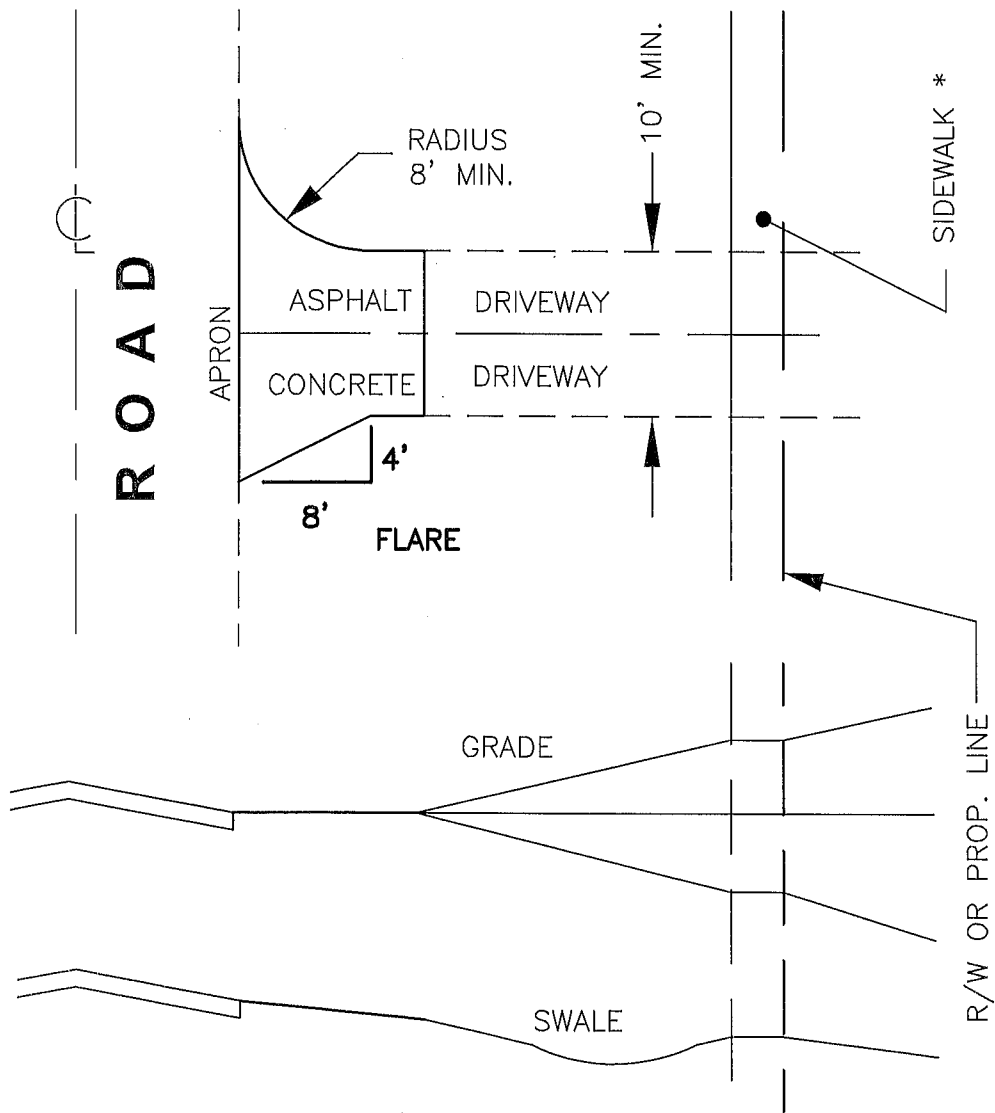 10' MIN.
SIDEWALK *
RADIUS
8' MIN.
℄
ROAD
APRON
ASPHALT
DRIVEWAY
CONCRETE
DRIVEWAY
4'
8'
FLARE
GRADE
R/W OR PROP. LINE
SWALE